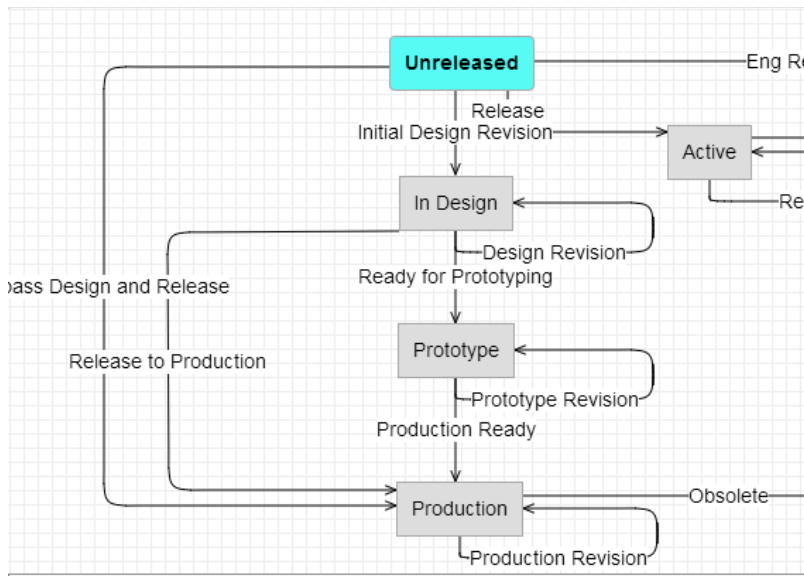 Unreleased
Eng Re
Release
Initial Design Revision
Active
In Design
Re
Design Revision
Ready for Prototyping
pass Design and Release
Prototype
Release to Production
Prototype Revision
Production Ready
Obsolete
Production
Production Revision